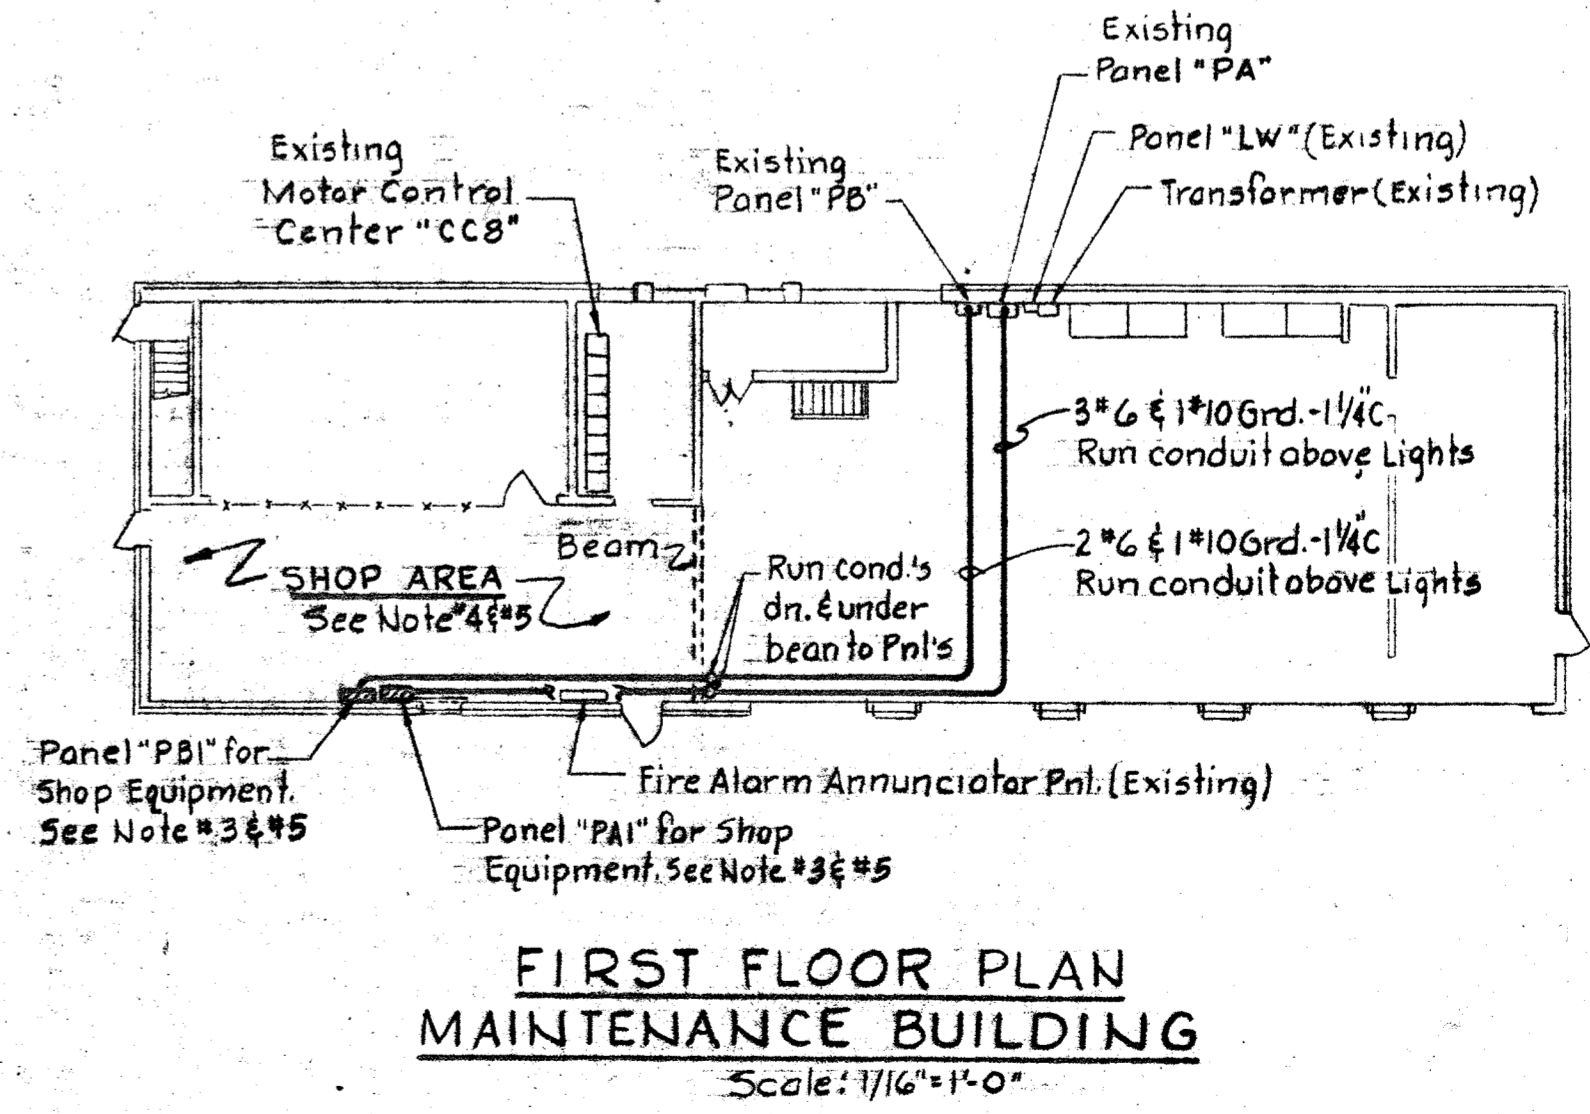 Existing
Panel "PA"
Panel "LW" (Existing)
Transformer (Existing)
Existing
Panel "PB"
Existing
Motor Control
Center "CC8"
3#6 & 1#10 Grd.-1 1/4"C
Run conduit above Lights
2#6 & 1#10 Grd.-1 1/4"C
Run conduit above Lights
Beam
Run cond.'s
dn. & under
bean to Pnl's
SHOP AREA
See Note #4 & #5
Panel "PB1" for
Shop Equipment.
See Note #3 & #5
Fire Alarm Annunciator Pnl. (Existing)
Panel "PA1" for Shop
Equipment. See Note #3 & #5
FIRST FLOOR PLAN
MAINTENANCE BUILDING
Scale: 1/16"=1'-0"